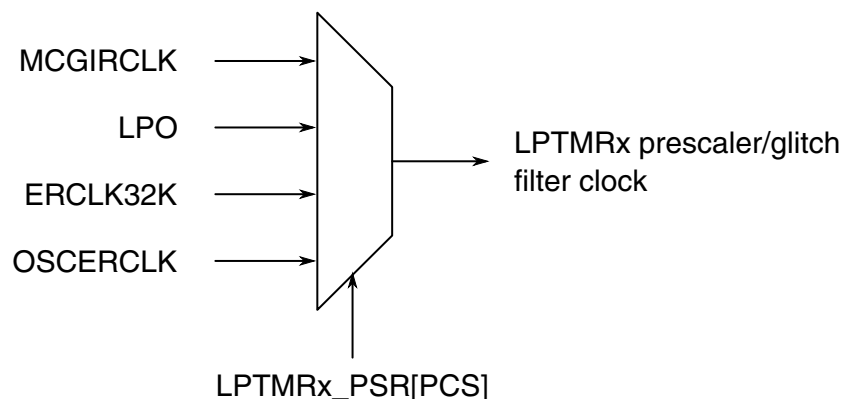 MCGIRCLK
LPO
ERCLK32K
OSCERCLK
LPTMRx prescaler/glitch
filter clock
LPTMRx_PSR[PCS]